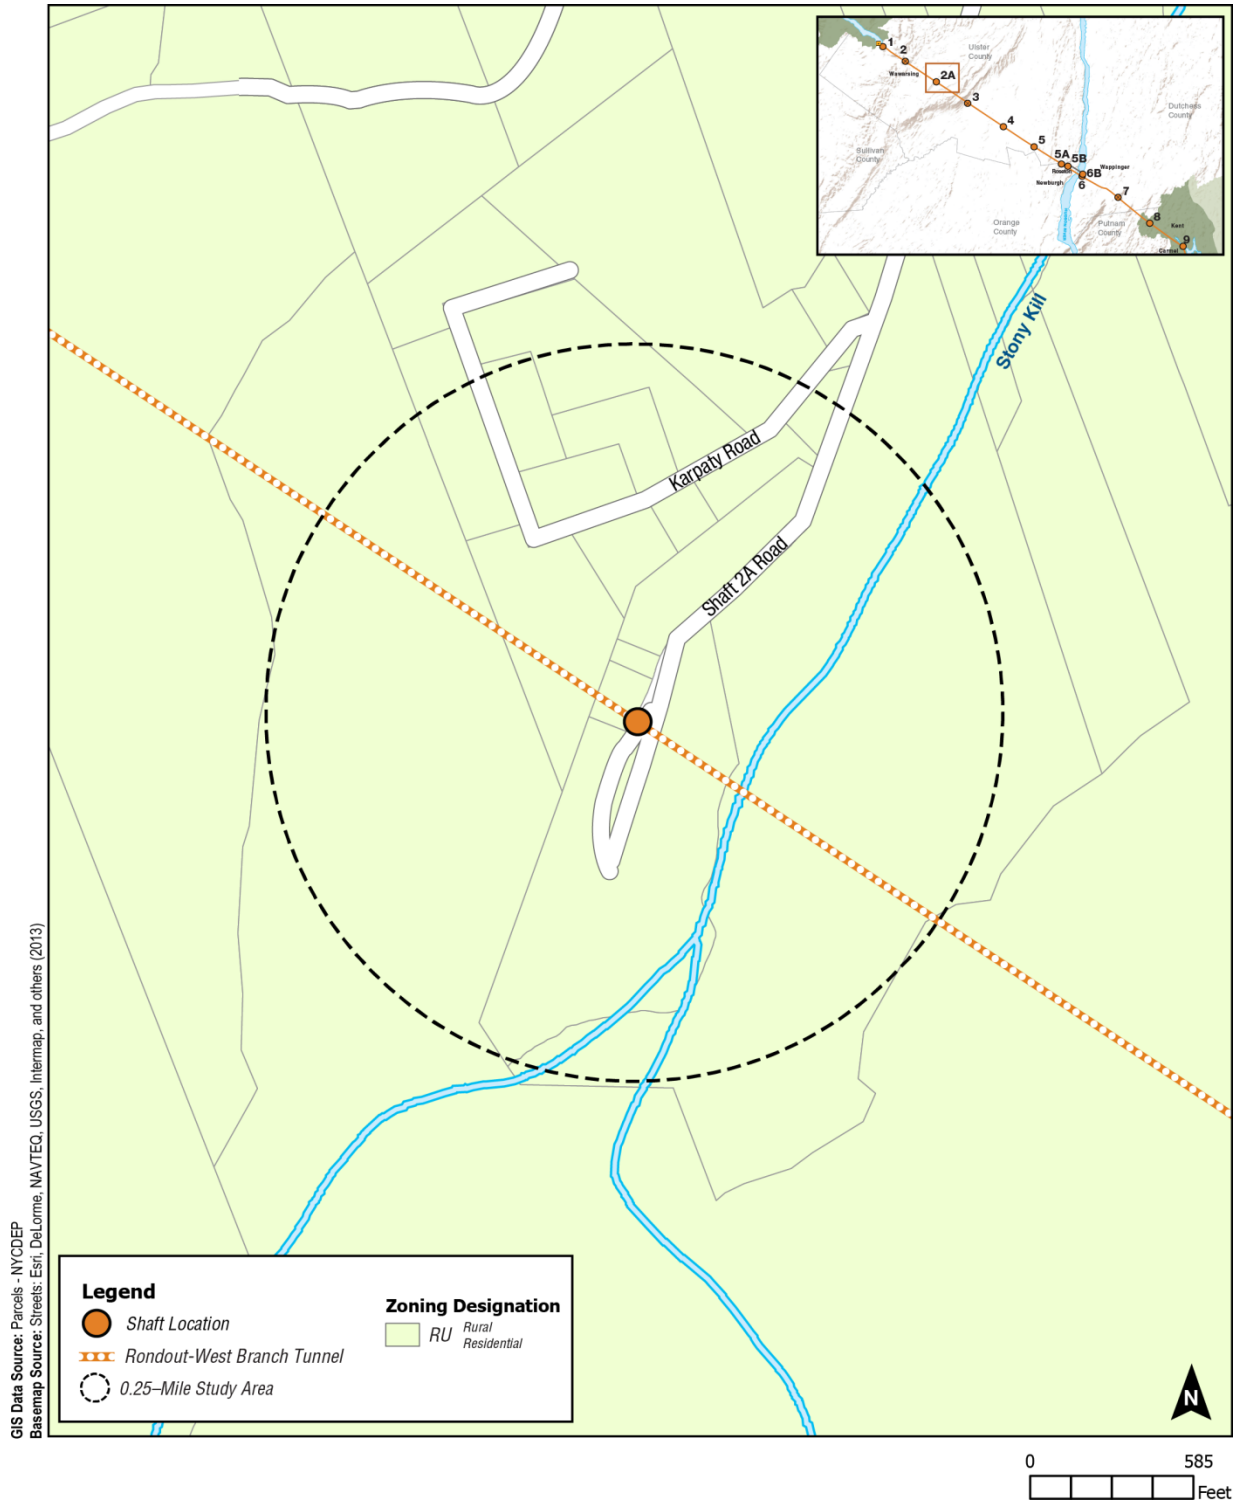 1
2
Wawarsing
2A
Ulster
County
3
4
Dutchess
County
Sullivan
County
5
5A
5B
Wappinger
6B
Newburgh
6
7
Orange
County
Putnam
County
8
Kent
9
Carmel
Stony Kill
Karpaty Road
Shaft 2A Road
GIS Data Source: Parcels - NYCDEP
Basemap Source: Streets: Esri, DeLorme, NAVTEQ, USGS, Intermap, and others (2013)
Legend
Shaft Location
Rondout-West Branch Tunnel
0.25–Mile Study Area
Zoning Designation
RU Rural
Residential
N
0 585
Feet